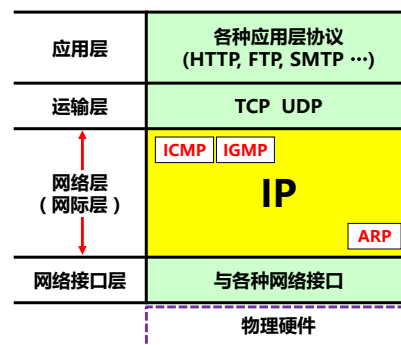 应用层
各种应用层协议
(HTTP, FTP, SMTP …)
运输层
TCP UDP
网络层
（网际层）
ICMP IGMP
IP
ARP
网络接口层
与各种网络接口
物理硬件